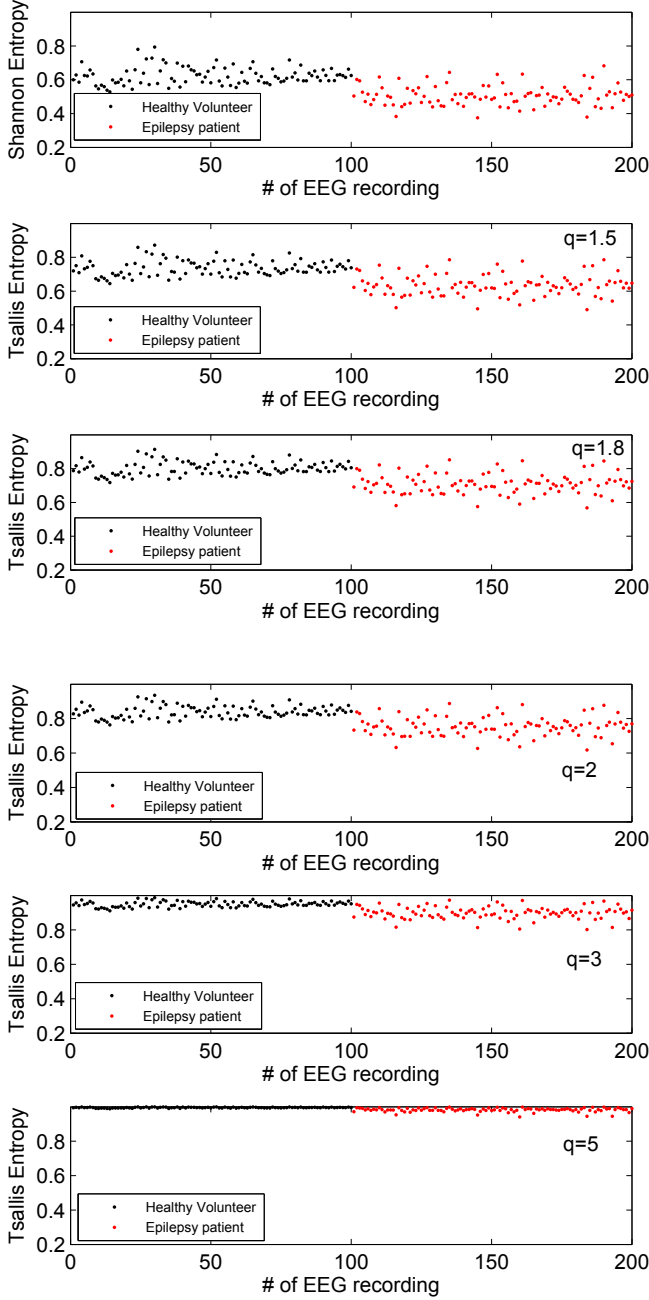 Shannon Entropy
0.8
0.6
0.4
0.2
Healthy Volunteer
Epilepsy patient
0 50 100 150 200
# of EEG recording
Tsallis Entropy
q=1.5
0.8
0.6
0.4
0.2
Healthy Volunteer
Epilepsy patient
0 50 100 150 200
# of EEG recording
Tsallis Entropy
q=1.8
0.8
0.6
0.4
0.2
Healthy Volunteer
Epilepsy patient
0 50 100 150 200
# of EEG recording
Tsallis Entropy
0.8
0.6
0.4
0.2
q=2
Healthy Volunteer
Epilepsy patient
0 50 100 150 200
# of EEG recording
Tsallis Entropy
0.8
0.6
0.4
0.2
q=3
Healthy Volunteer
Epilepsy patient
0 50 100 150 200
# of EEG recording
Tsallis Entropy
0.8
0.6
0.4
0.2
q=5
Healthy Volunteer
Epilepsy patient
0 50 100 150 200
# of EEG recording